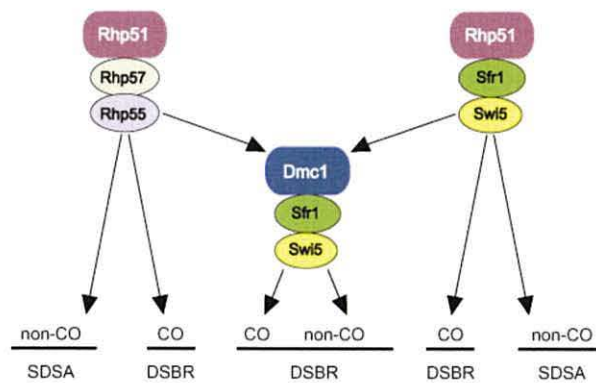 Rhp51
Rhp51
Rhp57
Sfr1
Rhp55
Swi5
Dmc1
Sfr1
Swi5
non-CO CO CO non-CO CO non-CO
SDSA DSBR DSBR DSBR SDSA